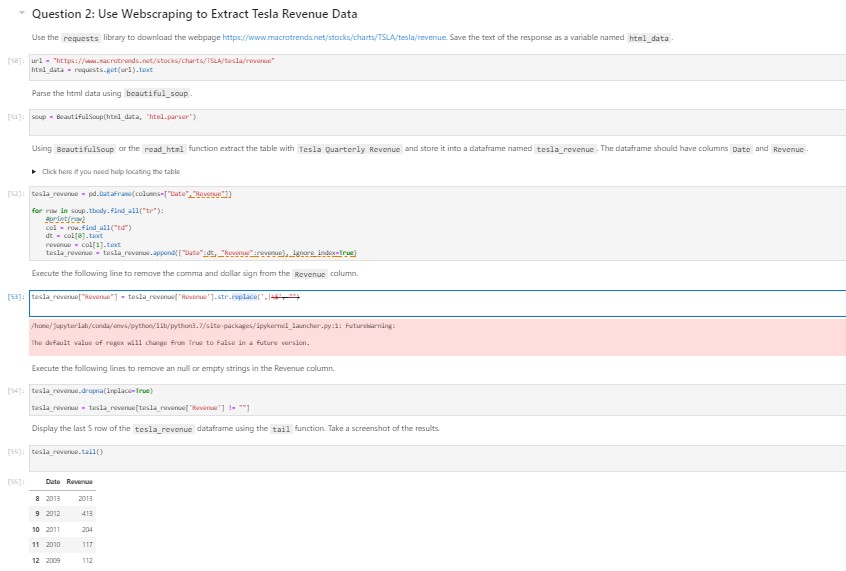 Question 2: Use Webscraping to Extract Tesla Revenue Data
Use the requests library to download the webpage https://www.macrotrends.net/stocks/charts/TSLA/tesla/revenue. Save the text of the response as a variable named html_data.
[50]: url = "https://www.macrotrends.net/stocks/charts/TSLA/tesla/revenue"
html_data = requests.get(url).text
Parse the html data using beautiful_soup.
[51]: soup = BeautifulSoup(html_data, 'html.parser')
Using BeautifulSoup or the read_html function extract the table with Tesla Quarterly Revenue and store it into a dataframe named tesla_revenue. The dataframe should have columns Date and Revenue.
Click here if you need help locating the table
[52]: tesla_revenue = pd.DataFrame(columns=["Date","Revenue"])
for row in soup.tbody.find_all("tr"):
#print(row)
col = row.find_all("td")
dt = col[0].text
revenue = col[1].text
tesla_revenue = tesla_revenue.append({"Date":dt, "Revenue":revenue}, ignore_index=True)
Execute the following line to remove the comma and dollar sign from the Revenue column.
[53]: tesla_revenue["Revenue"] = tesla_revenue['Revenue'].str.replace(',|\$', "")
/home/jupyterlab/conda/envs/python/lib/python3.7/site-packages/ipykernel_launcher.py:1: FutureWarning:
The default value of regex will change from True to False in a future version.
Execute the following lines to remove an null or empty strings in the Revenue column.
[54]: tesla_revenue.dropna(inplace=True)
tesla_revenue = tesla_revenue[tesla_revenue['Revenue'] != ""]
Display the last 5 row of the tesla_revenue dataframe using the tail function. Take a screenshot of the results.
[55]: tesla_revenue.tail()
[55]: Date Revenue
8 2013 2013
9 2012 413
10 2011 204
11 2010 117
12 2009 112